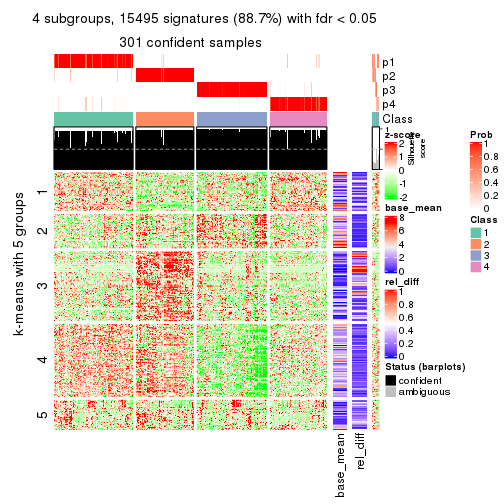 4 subgroups, 15495 signatures (88.7%) with fdr < 0.05
301 confident samples
p1
p2
p3
p4
Class
1
Silhouette
score
k-means with 5 groups
1
2
3
4
5
base_mean
rel_diff
z-score
2
1
0
-1
-2
base_mean
8
6
4
2
0
rel_diff
1
0.8
0.6
0.4
0.2
0
Status (barplots)
confident
ambiguous
Prob
1
0.8
0.6
0.4
0.2
0
Class
1
2
3
4